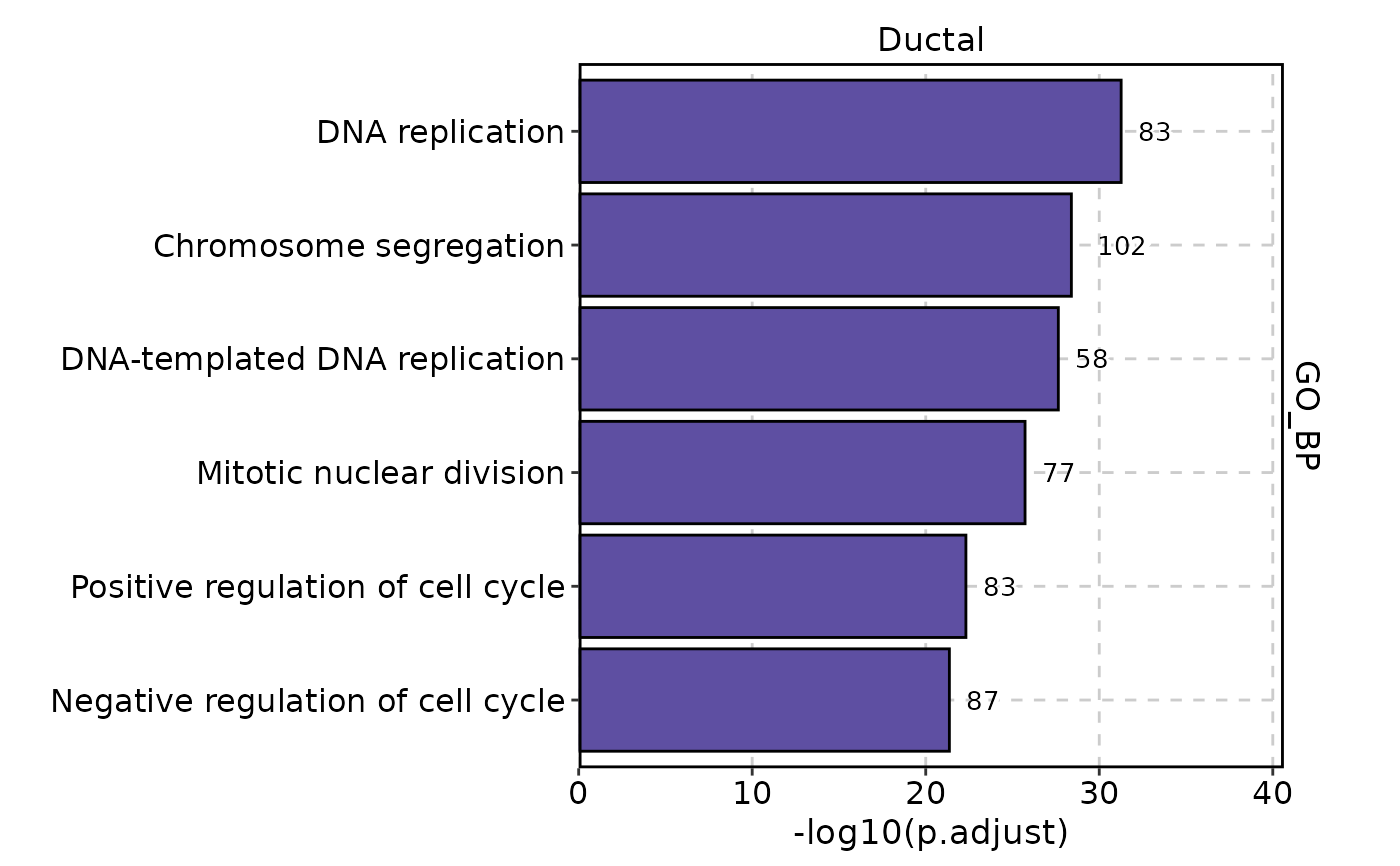 Ductal
DNA replication
83
Chromosome segregation
102
DNA-templated DNA replication
58
Mitotic nuclear division
77
Positive regulation of cell cycle
83
Negative regulation of cell cycle
87
GO_BP
0 10 20 30 40
-log10(p.adjust)